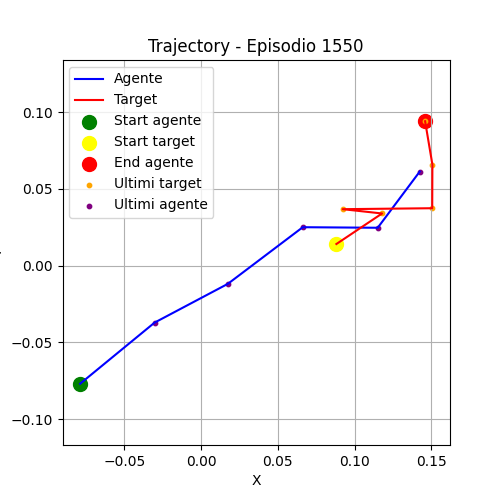 Trajectory - Episodio 1550
Agente
Target
Start agente
Start target
End agente
Ultimi target
Ultimi agente
0.10
0.05
0.00
−0.05
−0.10
−0.05
0.00
0.05
0.10
0.15
X